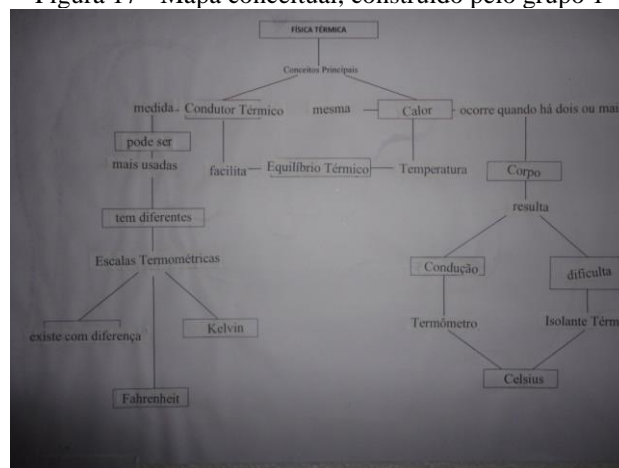 Figura 17 - Mapa conceitual, construído pelo grupo 1
FÍSICA TÉRMICA
Conceitos Principais
medida Condutor Térmico mesma Calor ocorre quando há dois ou mai
pode ser
mais usadas facilita Equilíbrio Térmico Temperatura Corpo
tem diferentes resulta
Escalas Termométricas Condução dificulta
existe com diferença Kelvin Termômetro Isolante Térm
Fahrenheit Celsius